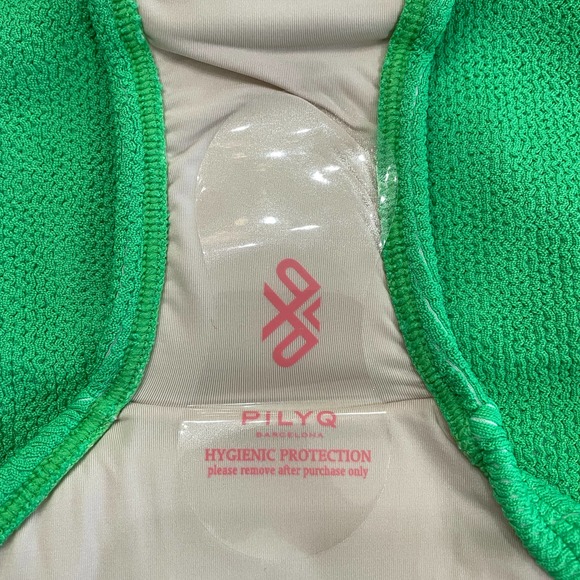 PILYQ
BARCELONA
HYGIENIC PROTECTION
please remove after purchase only